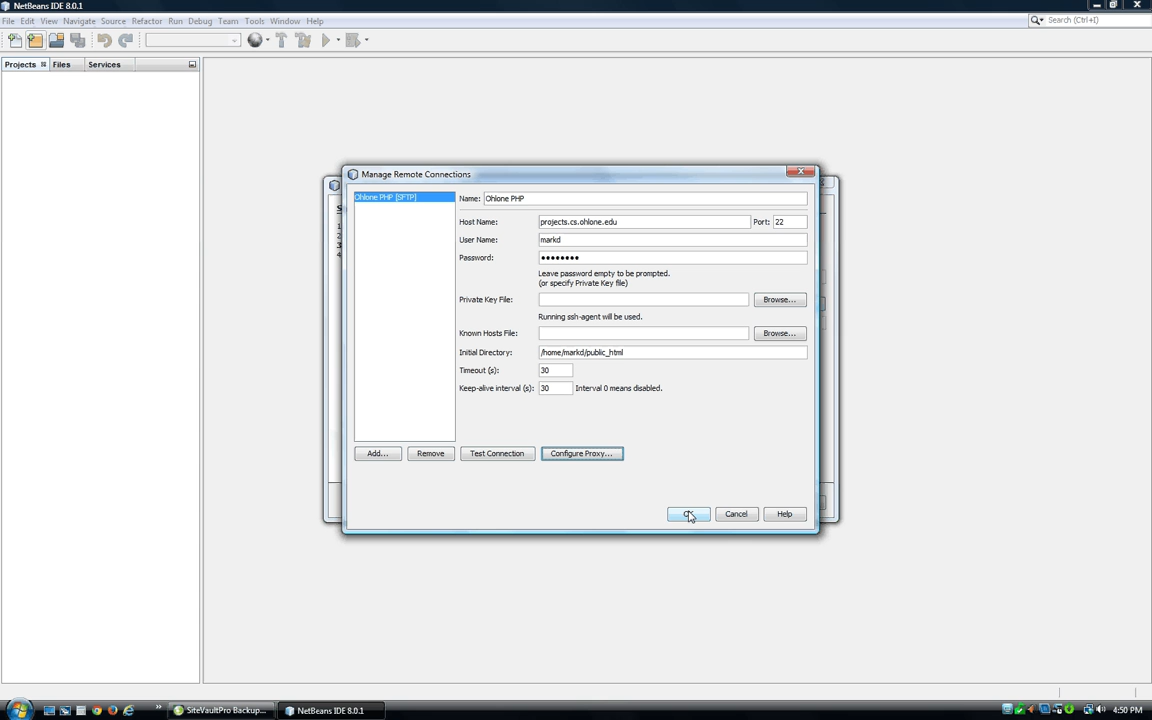 NetBeans IDE 8.0.1
File Edit View Navigate Source Refactor Run Debug Team Tools Window Help
Search (Ctrl+I)
Projects Files Services
Manage Remote Connections
Ohlone PHP [SFTP]
Name: Ohlone PHP
Host Name: projects.cs.ohlone.edu Port: 22
User Name: markd
Password: ••••••••
Leave password empty to be prompted.
(or specify Private Key file)
Private Key File: Browse...
Running ssh-agent will be used.
Known Hosts File: Browse...
Initial Directory: /home/markd/public_html
Timeout (s): 30
Keep-alive interval (s): 30 Interval 0 means disabled.
Add... Remove Test Connection Configure Proxy...
Cancel Help
SiteVaultPro Backup... NetBeans IDE 8.0.1 4:50 PM